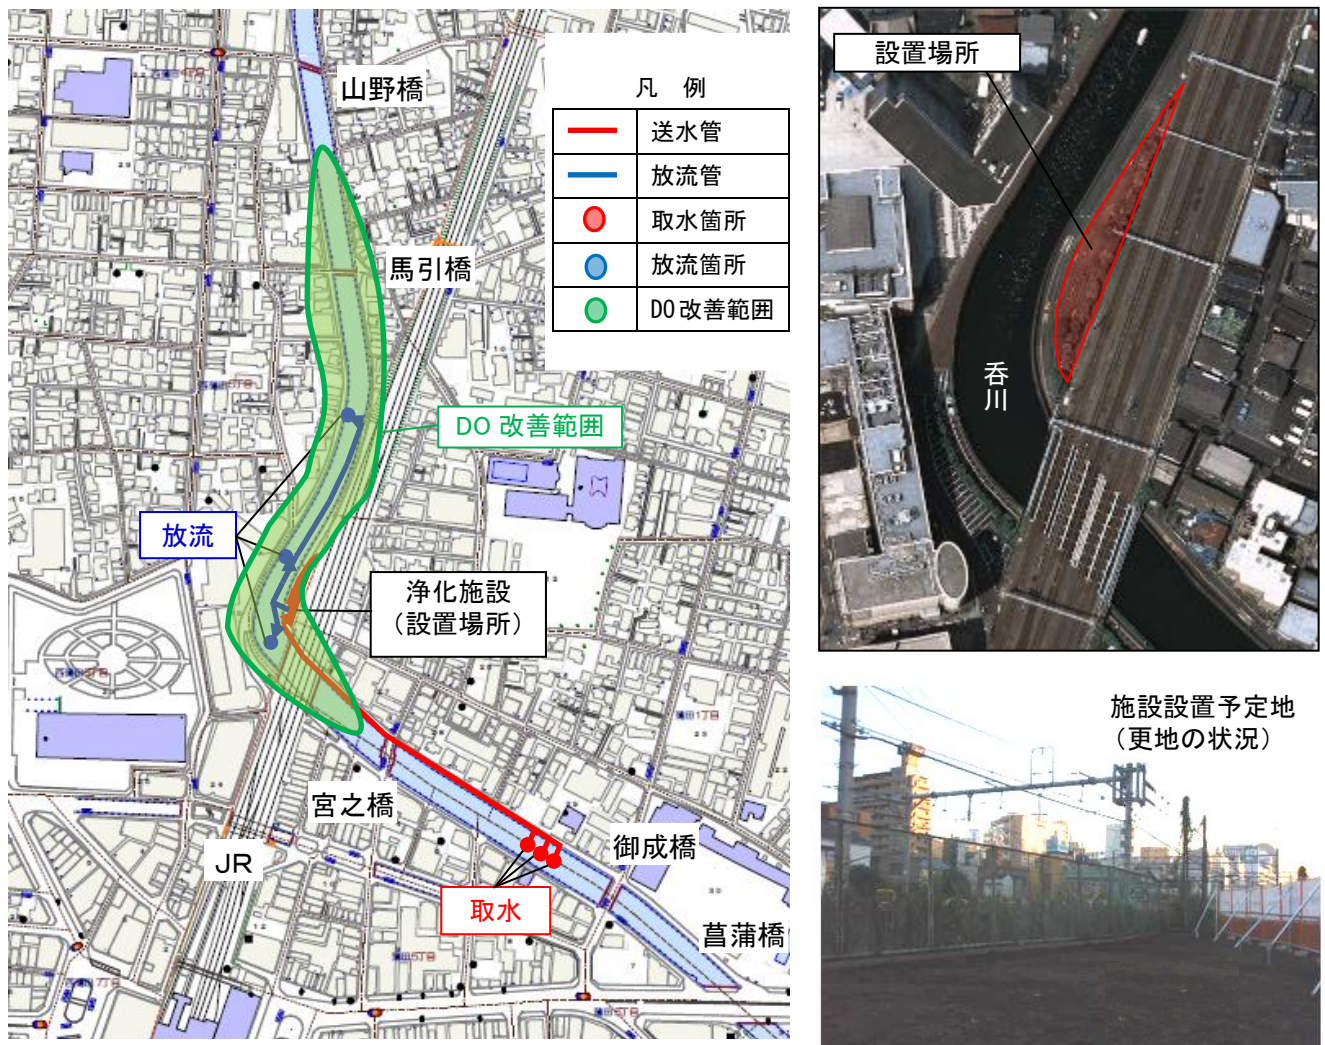 山野橋
凡 例
送水管
放流管
取水箇所
放流箇所
DO改善範囲
馬引橋
DO 改善範囲
放流
浄化施設
（設置場所）
宮之橋
JR
御成橋
取水
菖蒲橋
設置場所
呑川
施設設置予定地
（更地の状況）